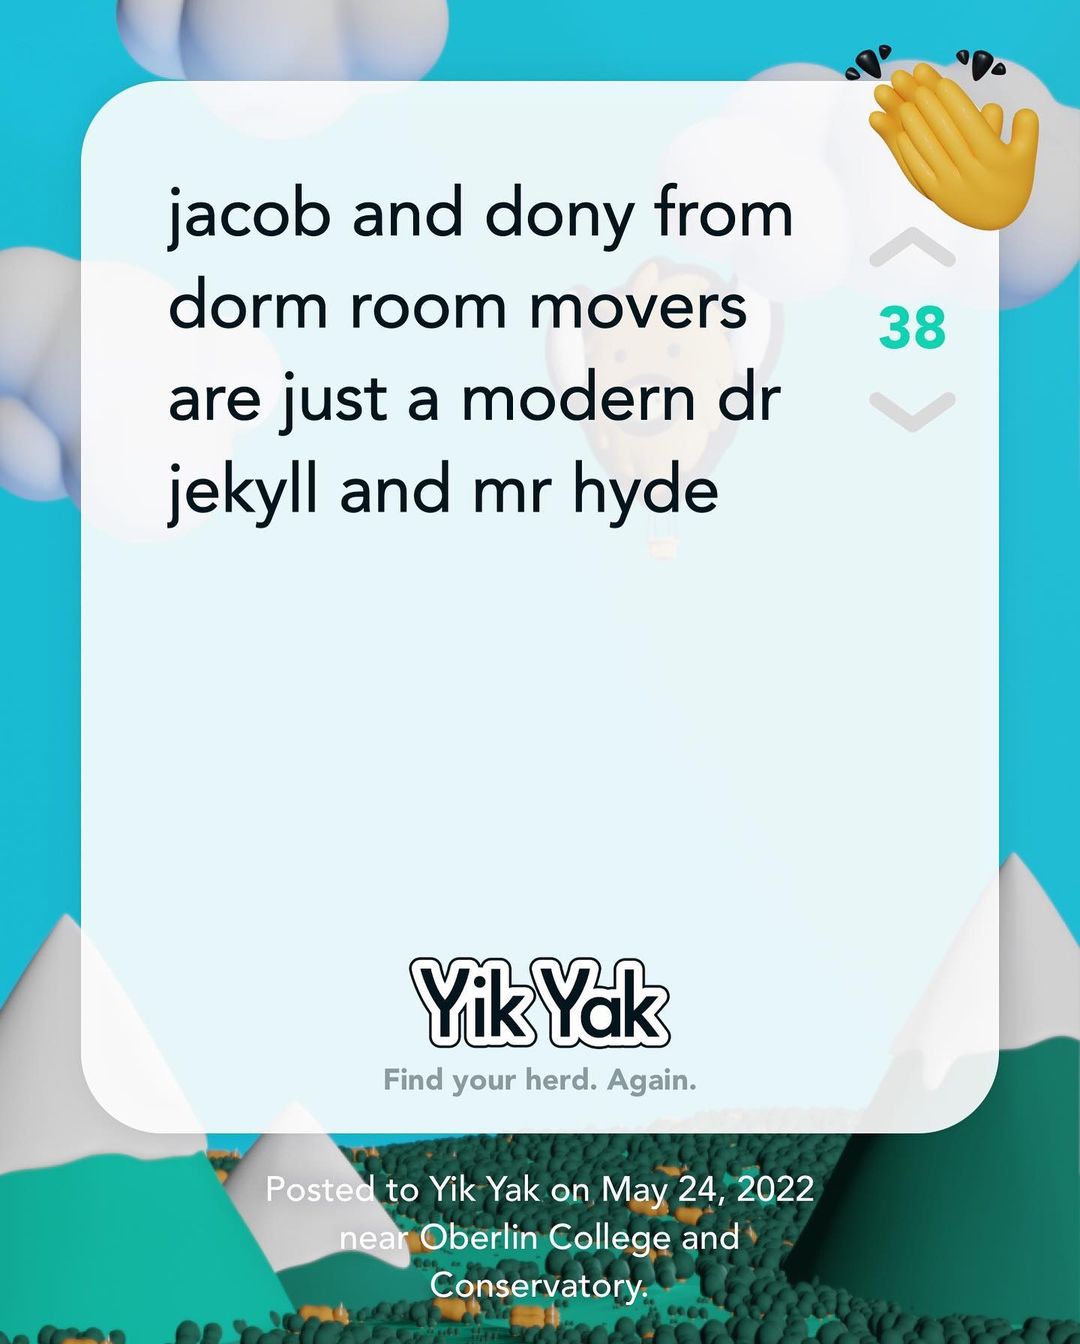 jacob and dony from
dorm room movers
are just a modern dr
jekyll and mr hyde
38
Yik Yak
Find your herd. Again.
Posted to Yik Yak on May 24, 2022
near Oberlin College and
Conservatory.